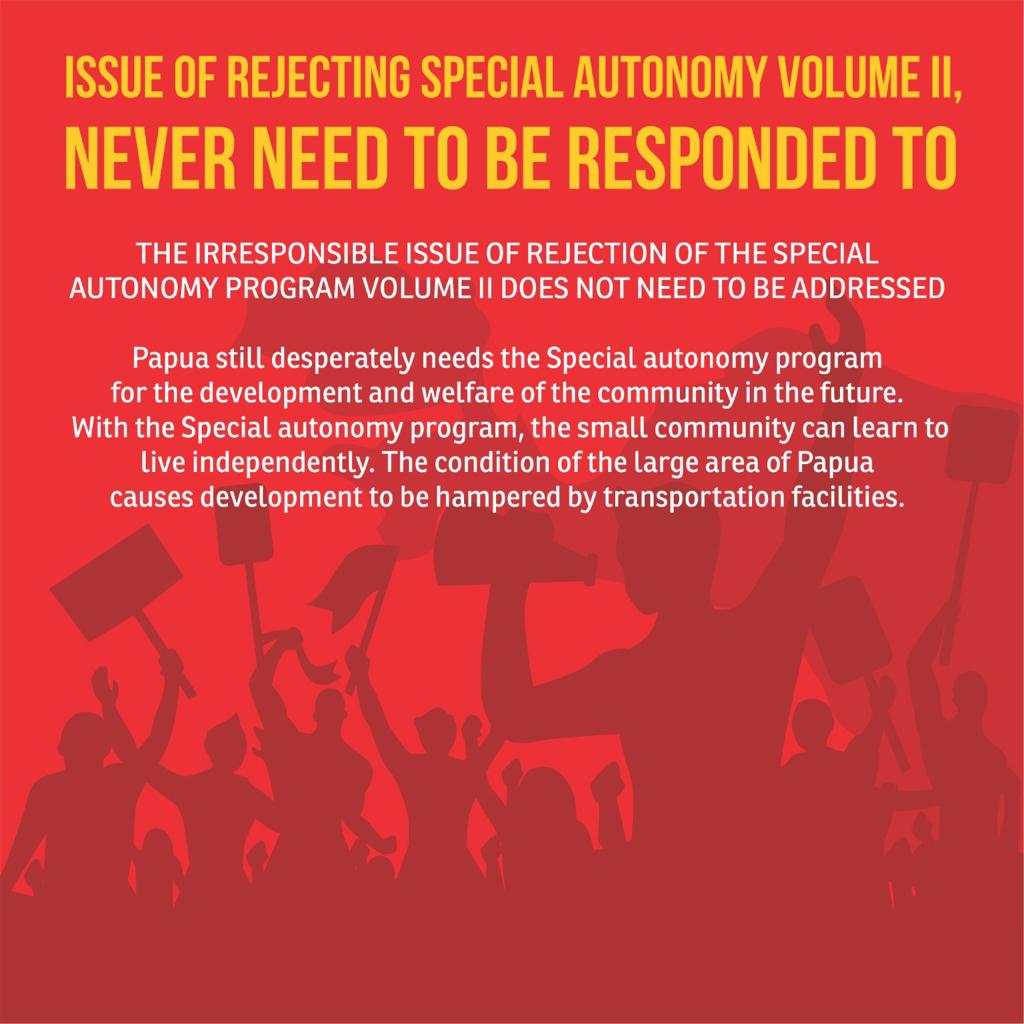 ISSUE OF REJECTING SPECIAL AUTONOMY VOLUME II,
NEVER NEED TO BE RESPONDED TO
THE IRRESPONSIBLE ISSUE OF REJECTION OF THE SPECIAL
AUTONOMY PROGRAM VOLUME II DOES NOT NEED TO BE ADDRESSED
Papua still desperately needs the Special autonomy program
for the development and welfare of the community in the future.
With the Special autonomy program, the small community can learn to
live independently. The condition of the large area of Papua
causes development to be hampered by transportation facilities.